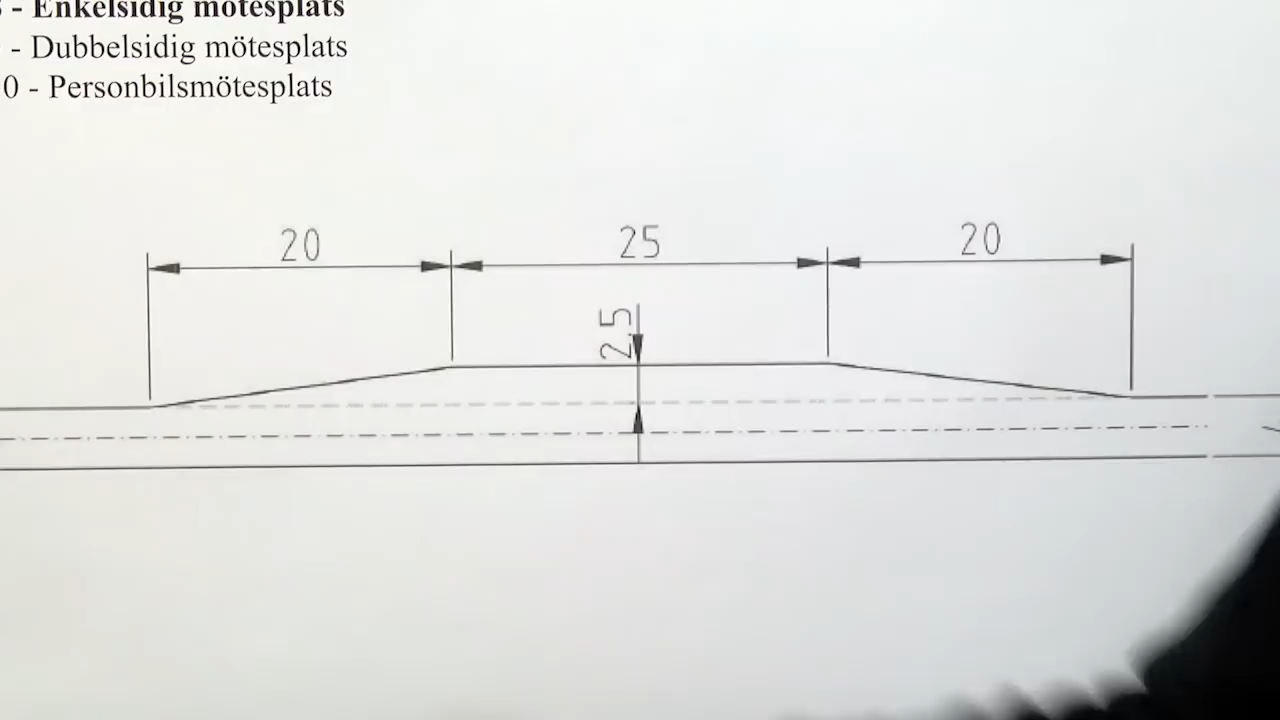 - Enkelsidig mötesplats
- Dubbelsidig mötesplats
0 - Personbilsmötesplats
20 25 20
2.5